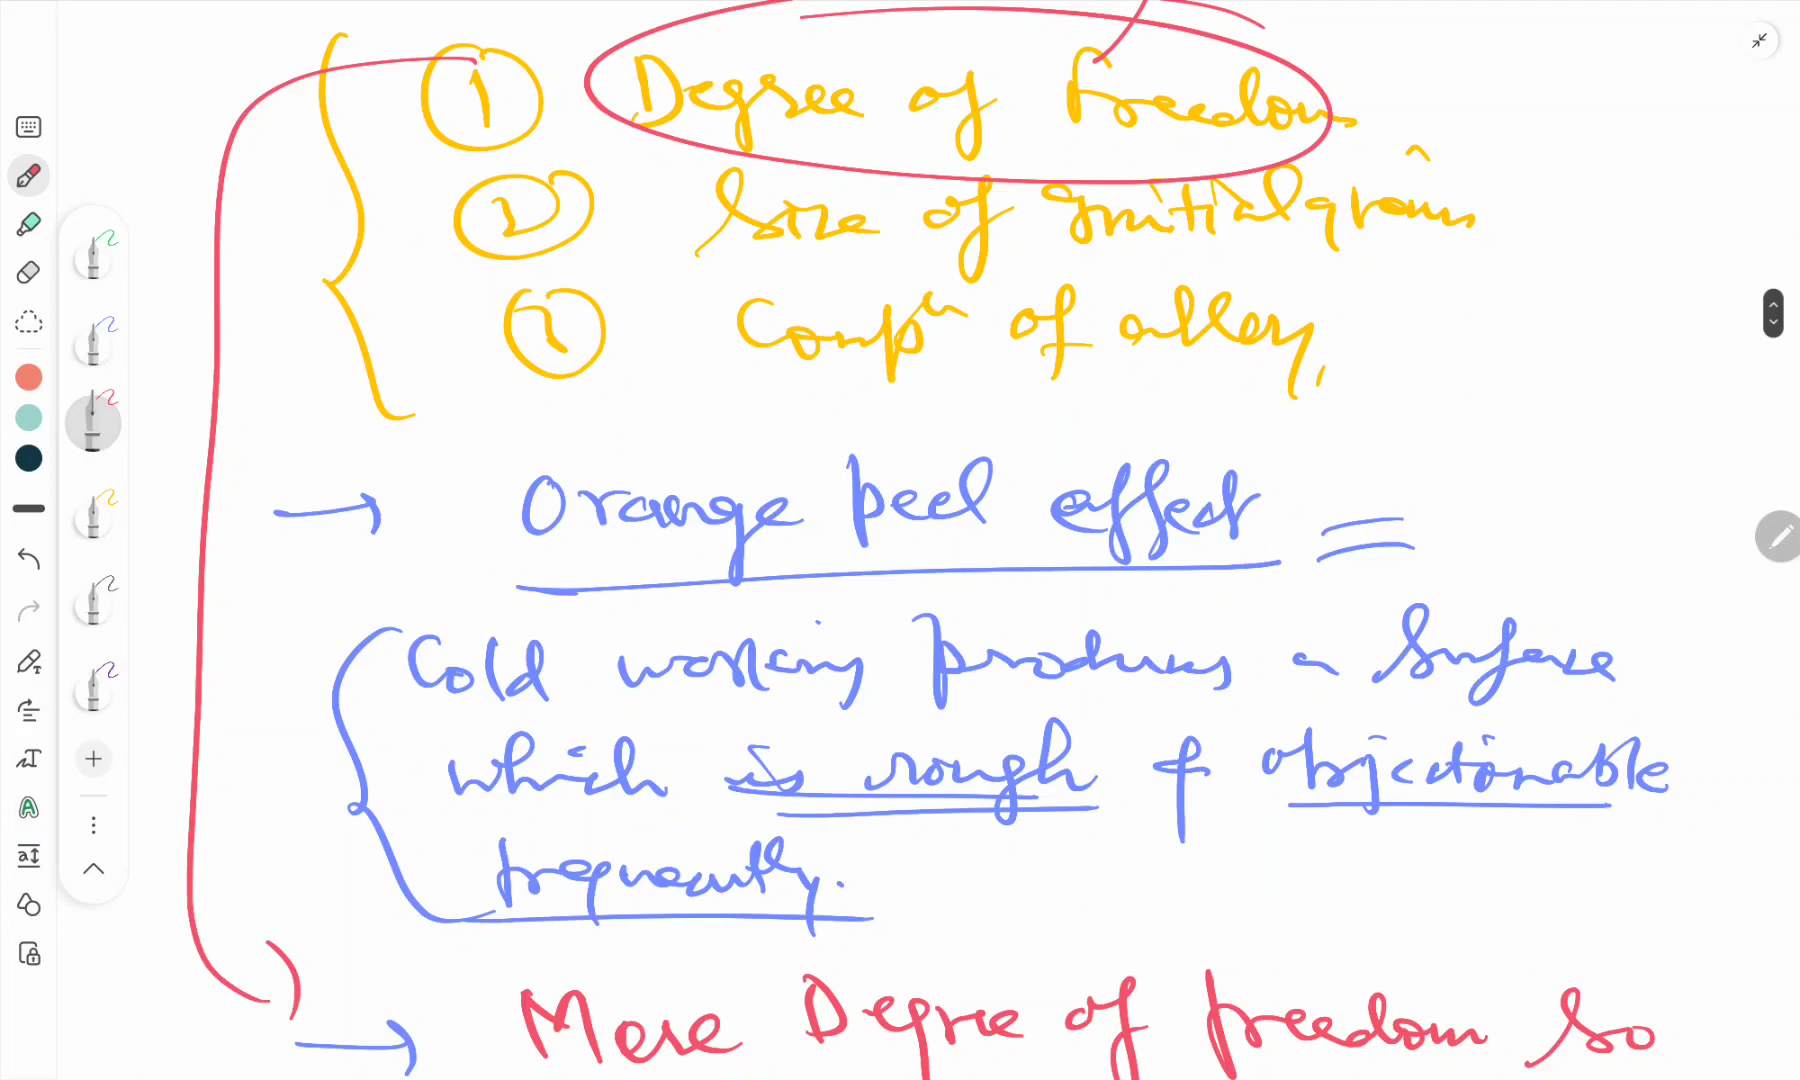 ① Degree of freedom
② Size of initial grains
③ Compⁿ of alloy,
→ Orange peel effect =
Cold working produces a surface
which is rough & objectionable
frequently.
→ More Degree of freedom so